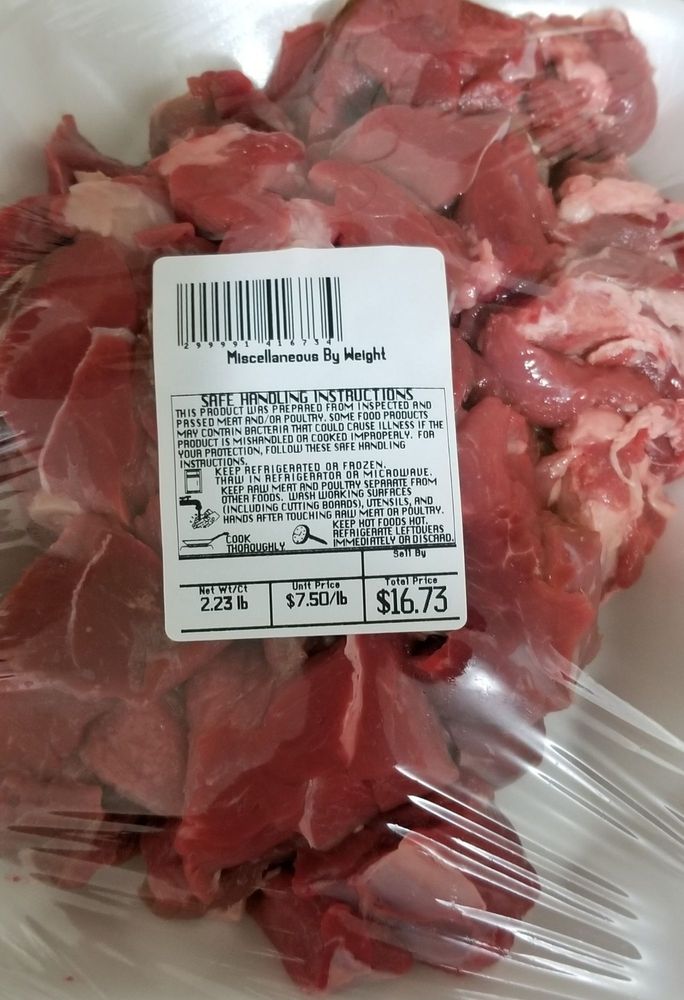 2 99991 41673 4
Miscellaneous By Weight
SAFE HANDLING INSTRUCTIONS
THIS PRODUCT WAS PREPARED FROM INSPECTED AND
PASSED MEAT AND/OR POULTRY. SOME FOOD PRODUCTS
MAY CONTAIN BACTERIA THAT COULD CAUSE ILLNESS IF THE
PRODUCT IS MISHANDLED OR COOKED IMPROPERLY. FOR
YOUR PROTECTION, FOLLOW THESE SAFE HANDLING
INSTRUCTIONS.
KEEP REFRIGERATED OR FROZEN.
THAW IN REFRIGERATOR OR MICROWAVE.
KEEP RAW MEAT AND POULTRY SEPARATE FROM
OTHER FOODS. WASH WORKING SURFACES
(INCLUDING CUTTING BOARDS), UTENSILS, AND
HANDS AFTER TOUCHING RAW MEAT OR POULTRY.
COOK
THOROUGHLY
KEEP HOT FOODS HOT.
REFRIGERATE LEFTOVERS
IMMEDIATELY OR DISCARD.
Sell By
Net Wt/Ct
2.23 lb
Unit Price
$7.50/lb
Total Price
$16.73